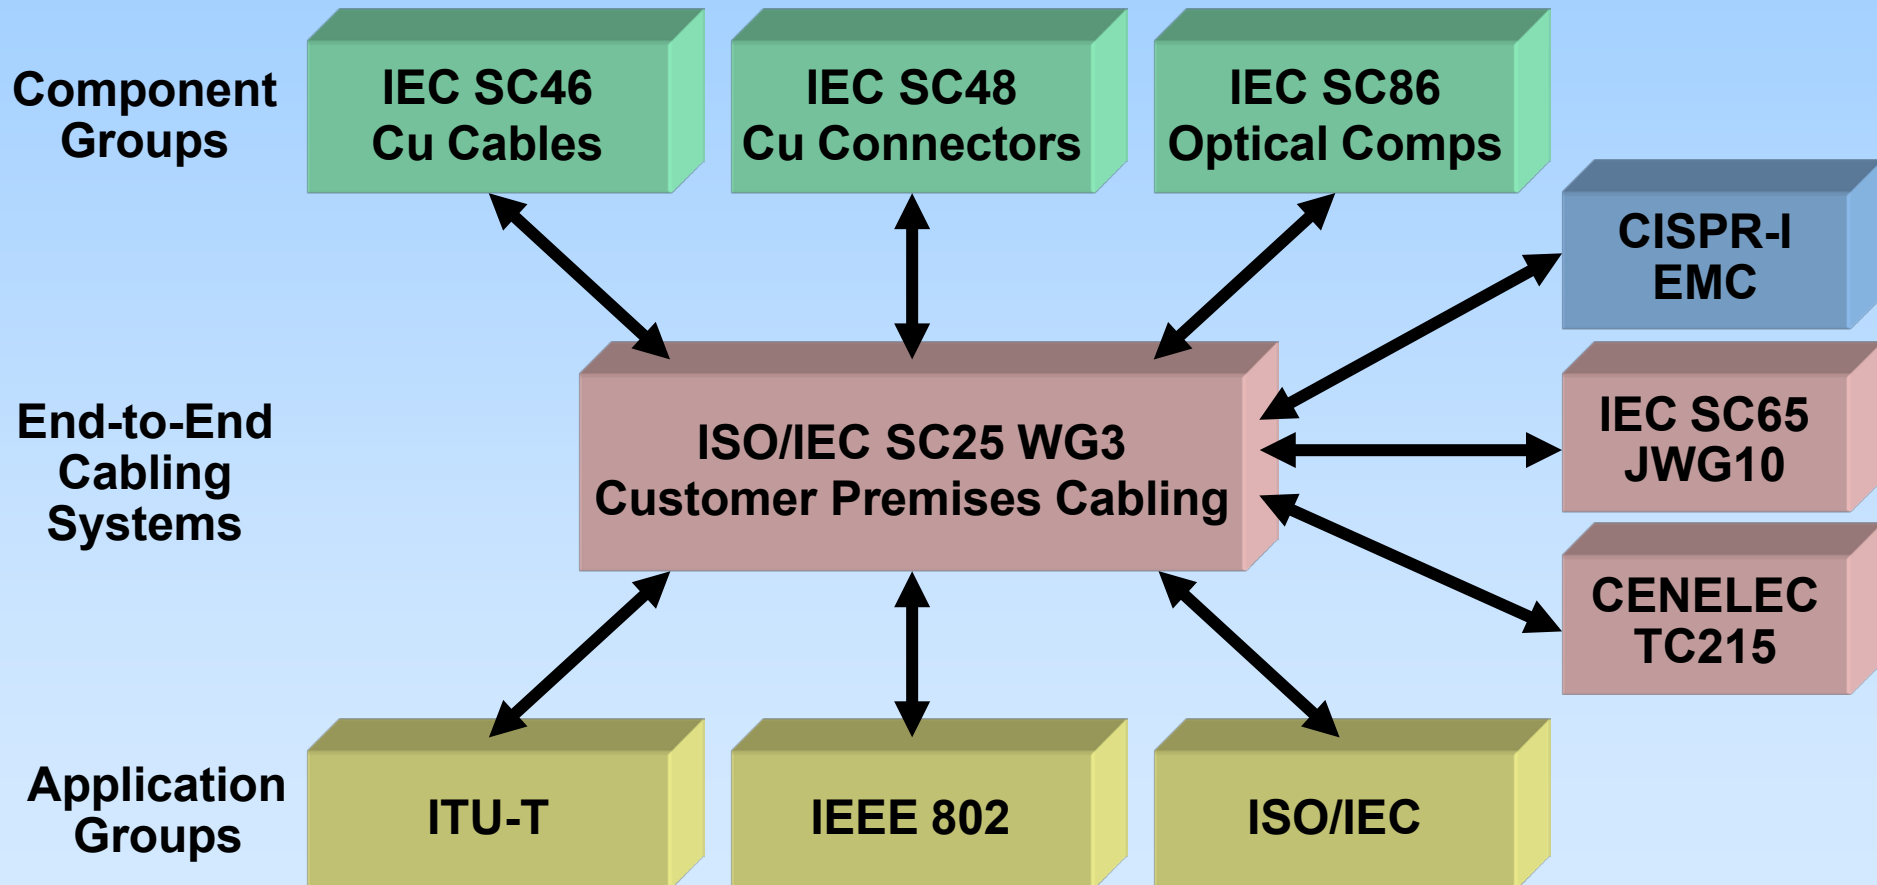 Component
Groups
IEC SC46
Cu Cables
IEC SC48
Cu Connectors
IEC SC86
Optical Comps
CISPR-I
EMC
End-to-End
Cabling
Systems
ISO/IEC SC25 WG3
Customer Premises Cabling
IEC SC65
JWG10
CENELEC
TC215
Application
Groups
ITU-T
IEEE 802
ISO/IEC